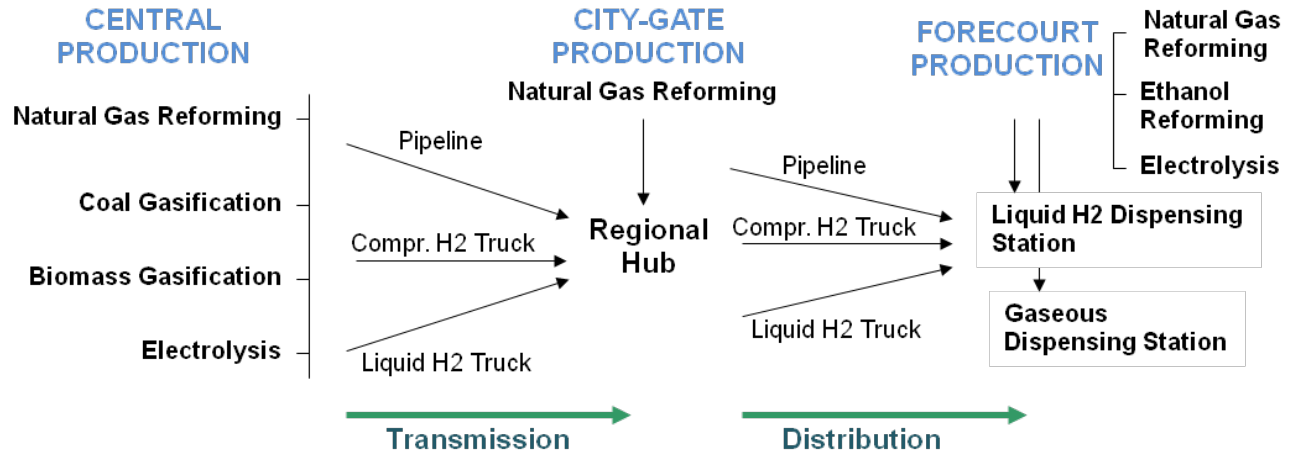 CENTRAL
PRODUCTION
Natural Gas Reforming
Coal Gasification
Biomass Gasification
Electrolysis
Pipeline
Compr. H2 Truck
Liquid H2 Truck
Transmission
CITY-GATE
PRODUCTION
Natural Gas Reforming
Regional
Hub
Pipeline
Compr. H2 Truck
Liquid H2 Truck
Distribution
FORECOURT
PRODUCTION
Natural Gas
Reforming
Ethanol
Reforming
Electrolysis
Liquid H2 Dispensing
Station
Gaseous
Dispensing Station